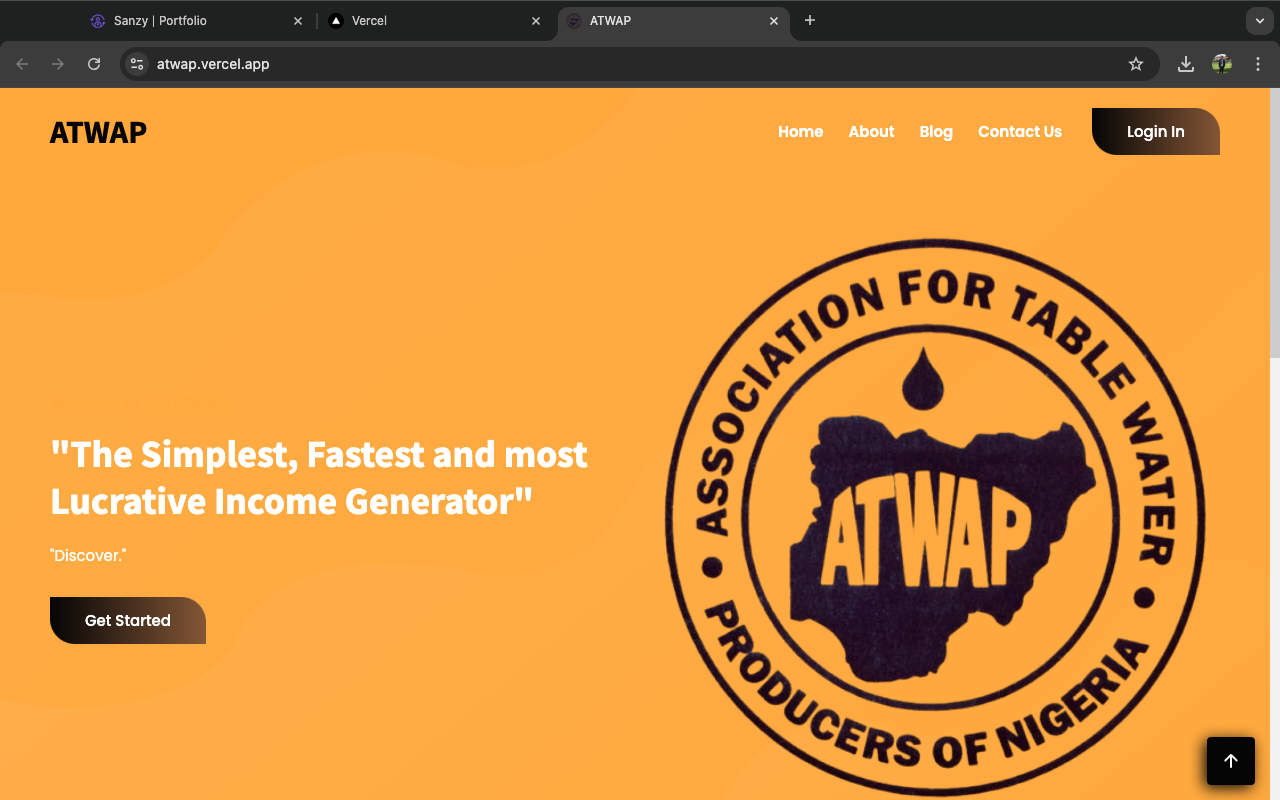 Sanzy | Portfolio
Vercel
ATWAP
atwap.vercel.app
ATWAP
Home
About
Blog
Contact Us
Login In
ASSOCIATION FOR TABLE WATER
PRODUCERS OF NIGERIA
ATWAP
"The Simplest, Fastest and most
Lucrative Income Generator"
"Discover."
Get Started